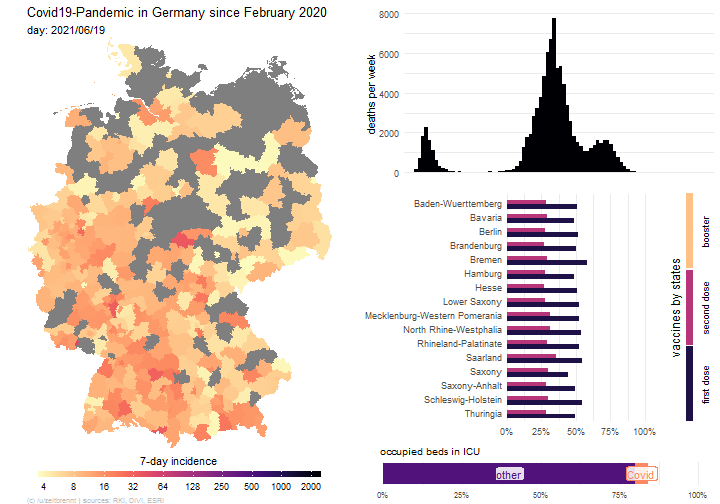 Covid19-Pandemic in Germany since February 2020
day: 2021/06/19
7-day incidence
4 8 16 32 64 120 250 500 1000 2000
(c) /u/zeitbrennt | sources: RKI, DIVI, ESRI
deaths per week
8000
6000
4000
2000
0
Baden-Wuerttemberg
Bavaria
Berlin
Brandenburg
Bremen
Hamburg
Hesse
Lower Saxony
Mecklenburg-Western Pomerania
North Rhine-Westphalia
Rhineland-Palatinate
Saarland
Saxony
Saxony-Anhalt
Schleswig-Holstein
Thuringia
0% 25% 50% 75% 100%
vaccines by states
booster
second dose
first dose
occupied beds in ICU
other Covid
0% 25% 50% 75% 100%